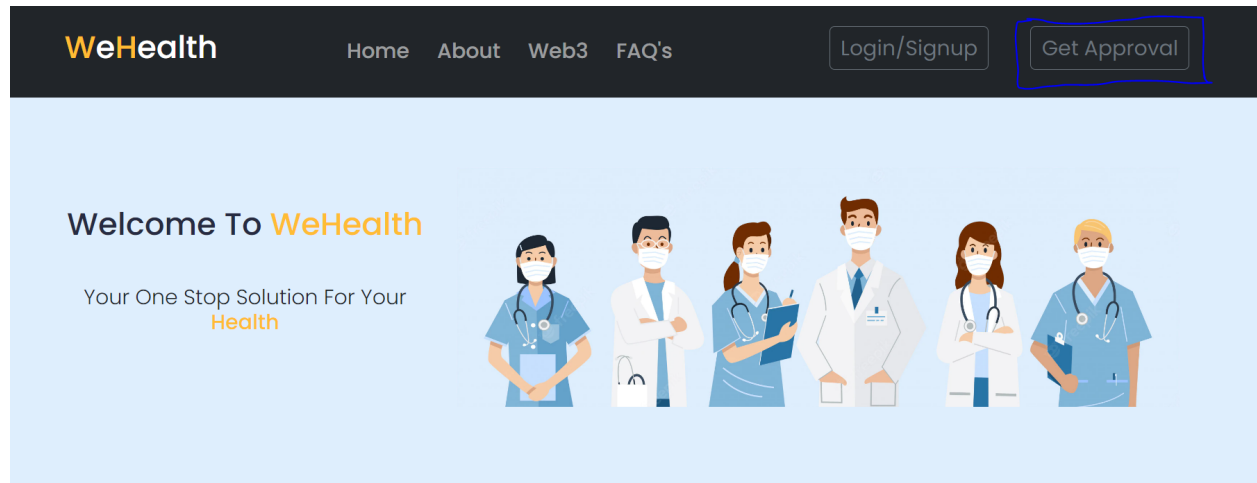 WeHealth
Home About Web3 FAQ's
Login/Signup
Get Approval
Welcome To WeHealth
Your One Stop Solution For Your
Health